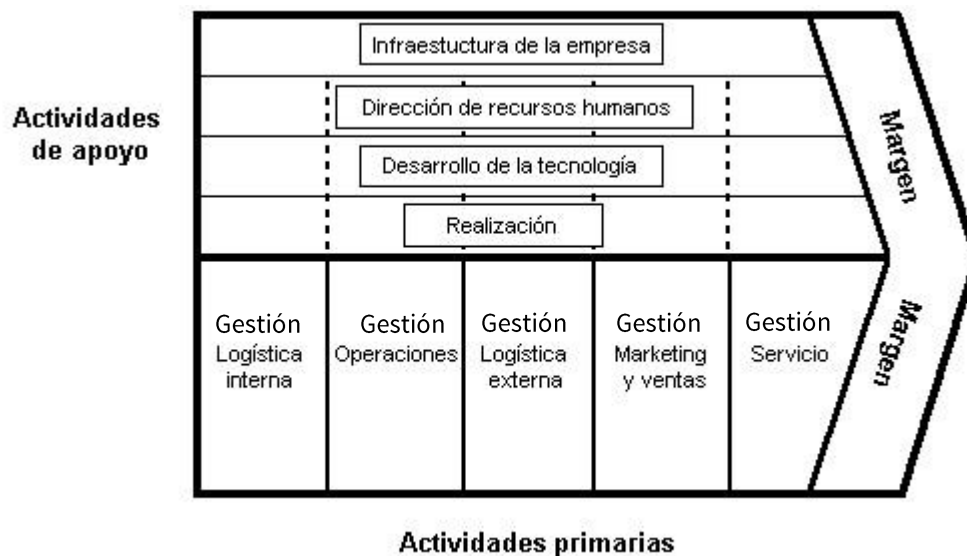 Infraestuctura de la empresa
Dirección de recursos humanos
Actividades
de apoyo
Desarrollo de la tecnología
Realización
Margen
Gestión
Logística
interna
Gestión
Operaciones
Gestión
Logística
externa
Gestión
Marketing
y ventas
Gestión
Servicio
Margen
Actividades primarias